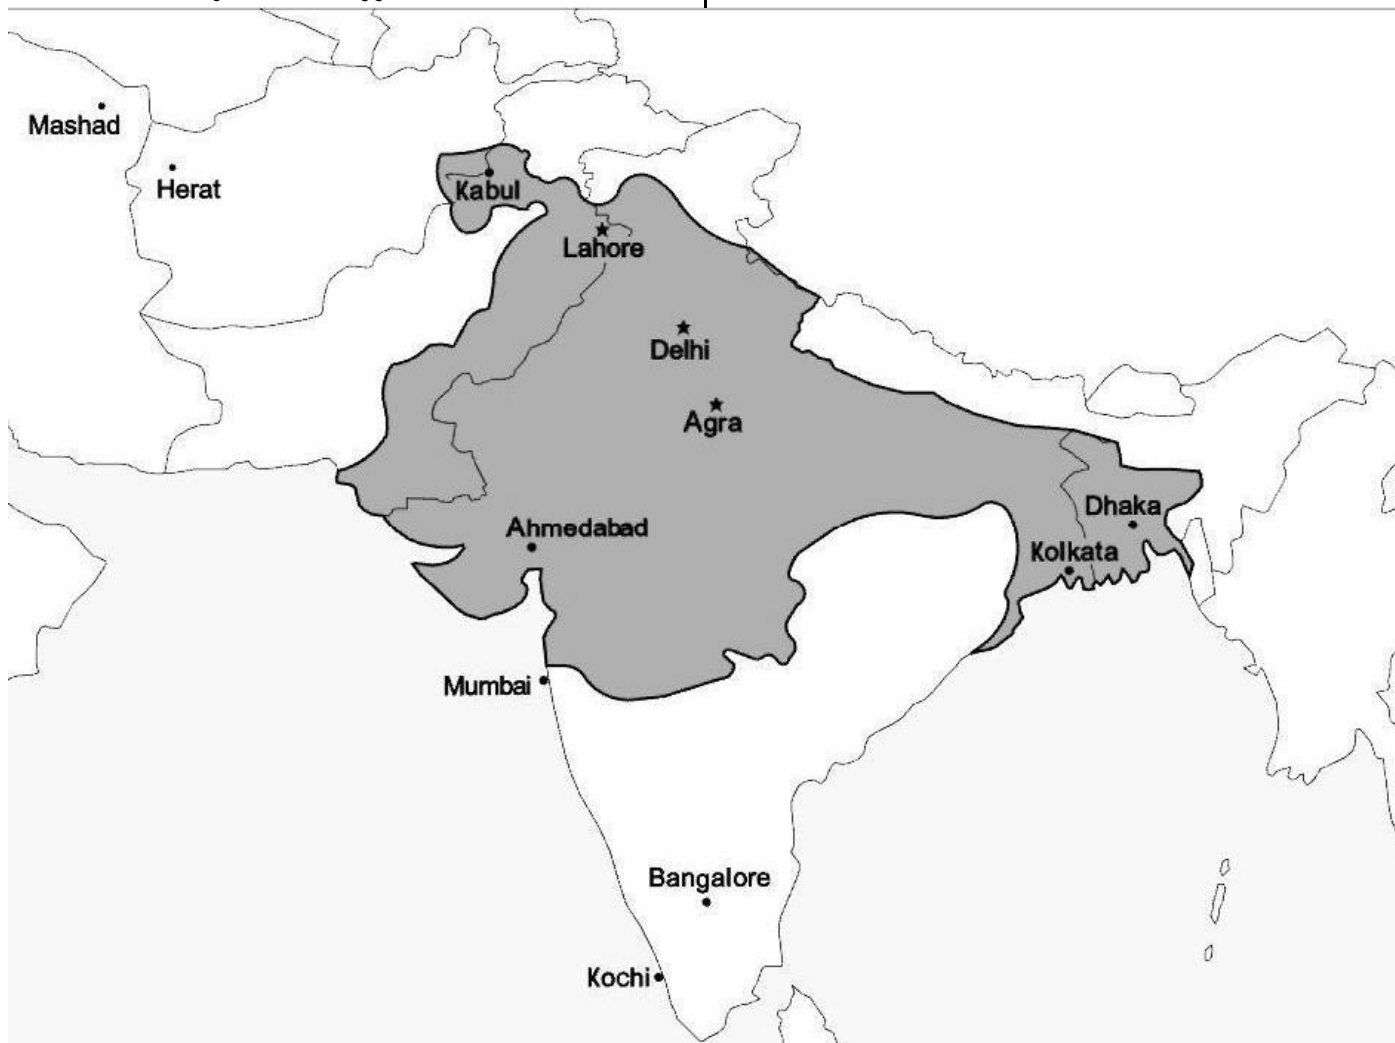 Mashad
Herat
Kabul
Lahore
Delhi
Agra
Dhaka
Ahmedabad
Kolkata
Mumbai
Bangalore
Kochi